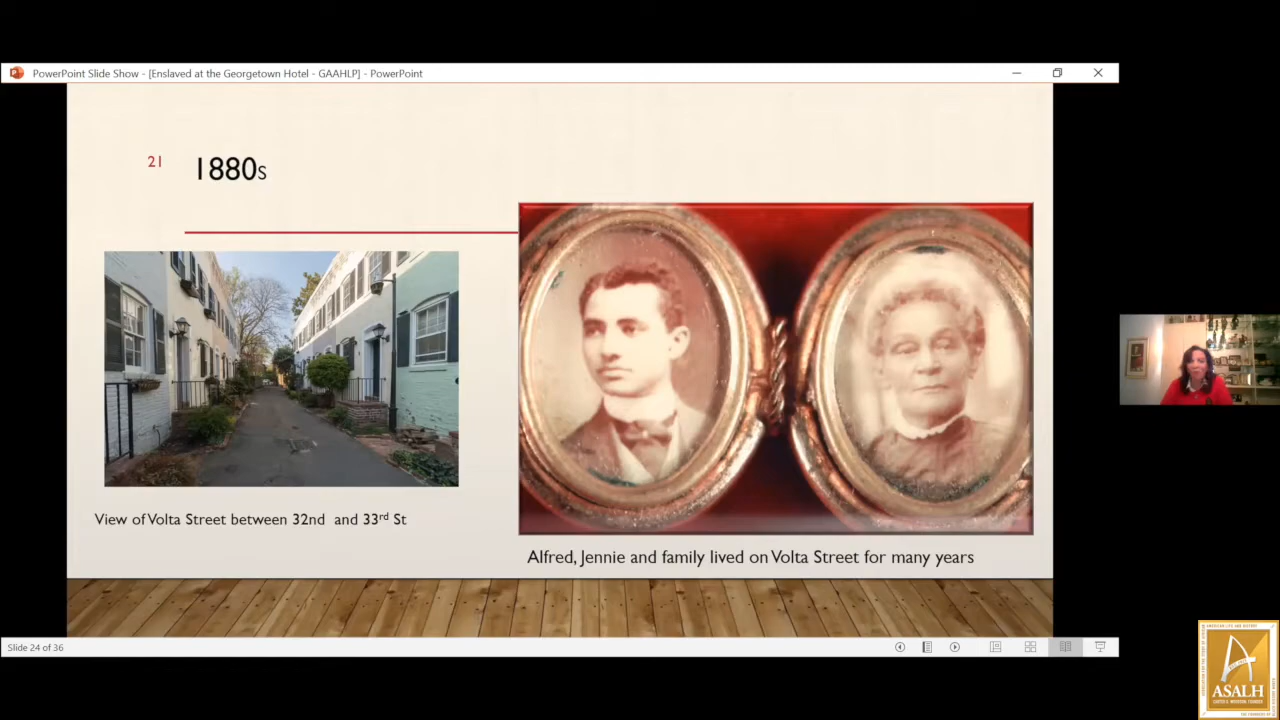 PowerPoint Slide Show - [Enslaved at the Georgetown Hotel - GAAHLP] - PowerPoint
21
1880s
View of Volta Street between 32nd and 33rd St
Alfred, Jennie and family lived on Volta Street for many years
Slide 24 of 36
ASALH